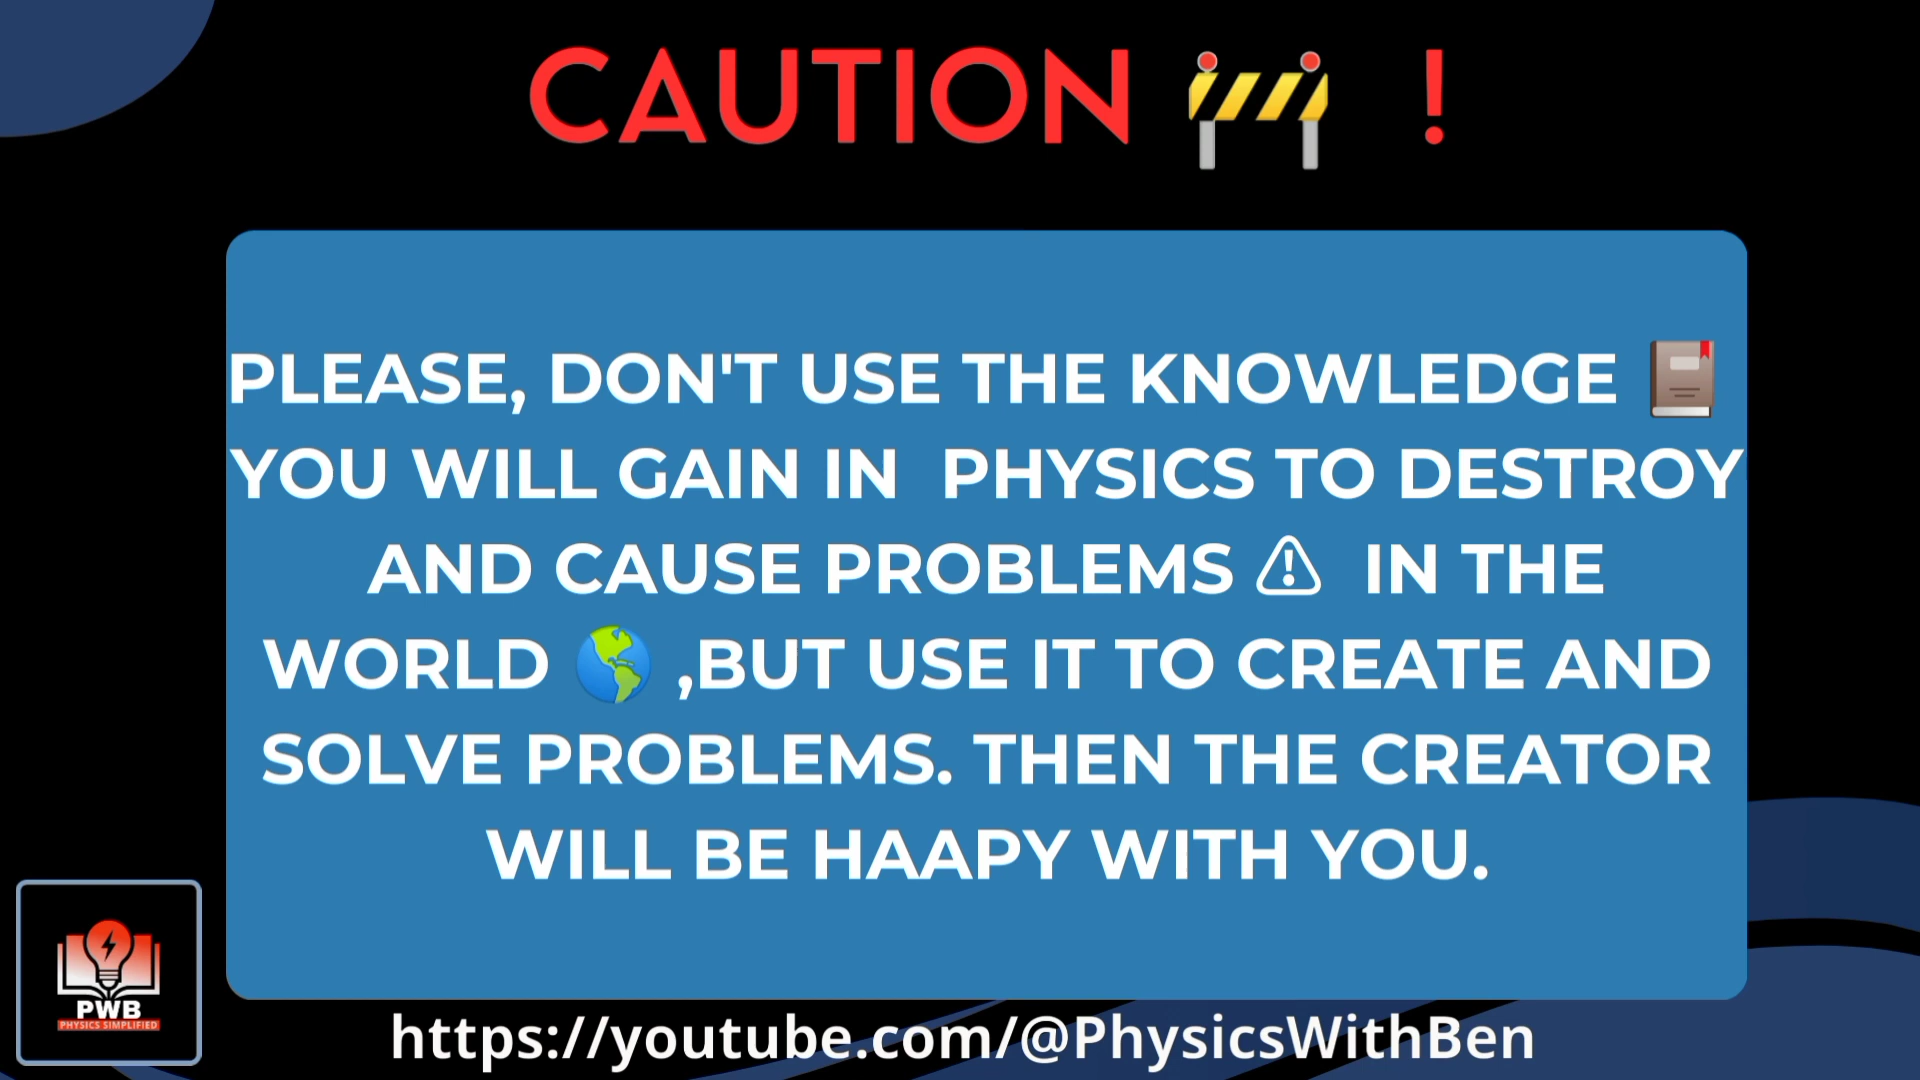 CAUTION 🚧 !
PLEASE, DON'T USE THE KNOWLEDGE 📔
YOU WILL GAIN IN PHYSICS TO DESTROY
AND CAUSE PROBLEMS ⚠ IN THE
WORLD 🌎 ,BUT USE IT TO CREATE AND
SOLVE PROBLEMS. THEN THE CREATOR
WILL BE HAAPY WITH YOU.
PWB
PHYSICS SIMPLIFIED
https://youtube.com/@PhysicsWithBen